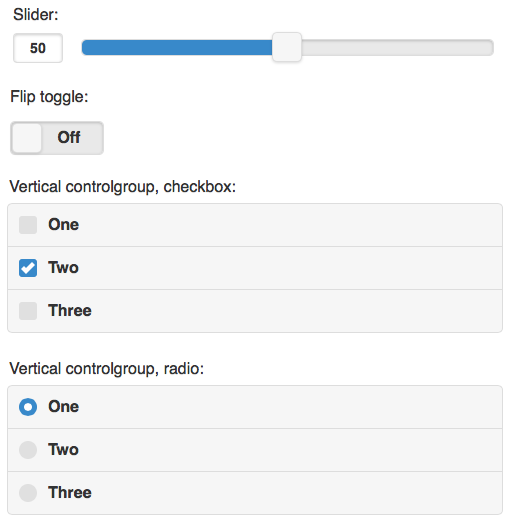 Slider:
50
Flip toggle:
Off
Vertical controlgroup, checkbox:
One
Two
Three
Vertical controlgroup, radio:
One
Two
Three